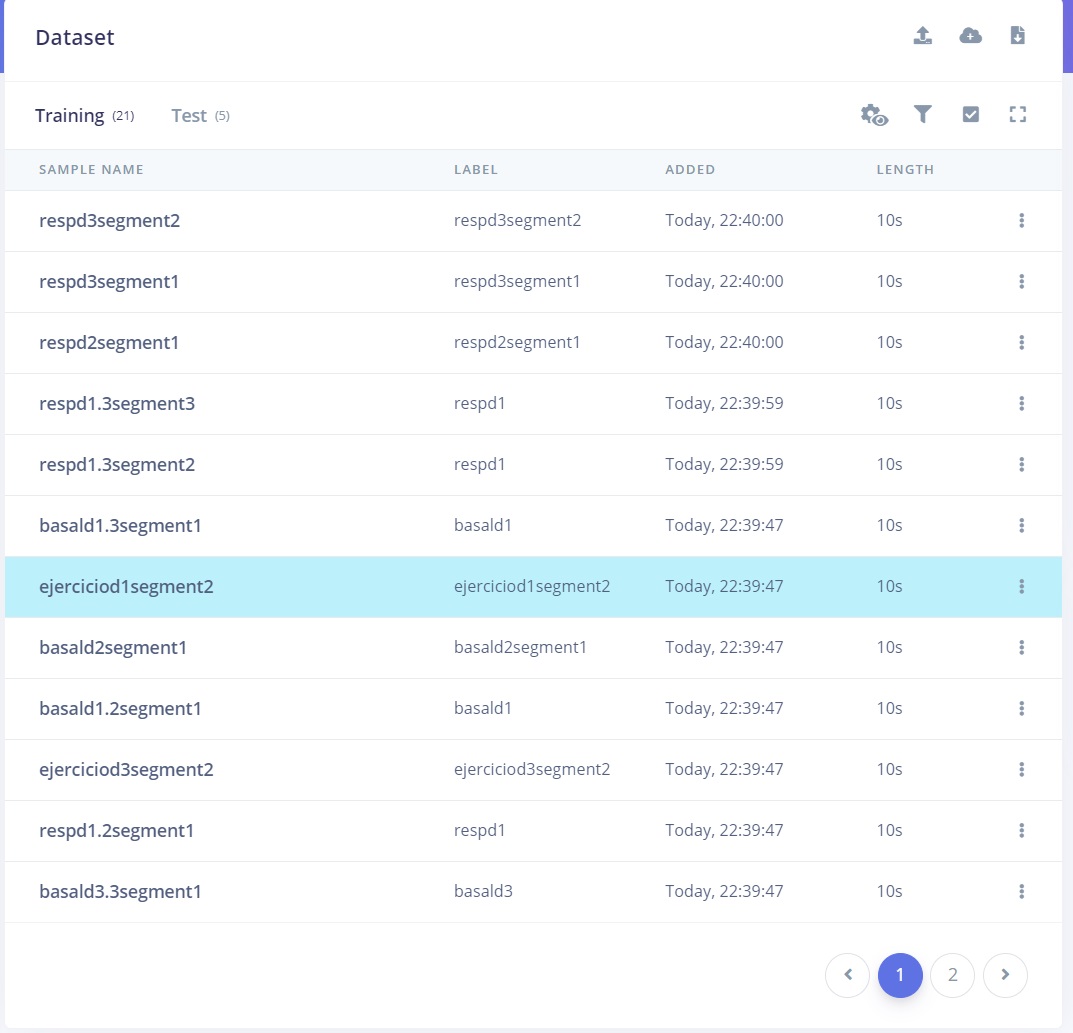 Dataset
Training (21) Test (5)
SAMPLE NAME LABEL ADDED LENGTH
respd3segment2 respd3segment2 Today, 22:40:00 10s
respd3segment1 respd3segment1 Today, 22:40:00 10s
respd2segment1 respd2segment1 Today, 22:40:00 10s
respd1.3segment3 respd1 Today, 22:39:59 10s
respd1.3segment2 respd1 Today, 22:39:59 10s
basald1.3segment1 basald1 Today, 22:39:47 10s
ejerciciod1segment2 ejerciciod1segment2 Today, 22:39:47 10s
basald2segment1 basald2segment1 Today, 22:39:47 10s
basald1.2segment1 basald1 Today, 22:39:47 10s
ejerciciod3segment2 ejerciciod3segment2 Today, 22:39:47 10s
respd1.2segment1 respd1 Today, 22:39:47 10s
basald3.3segment1 basald3 Today, 22:39:47 10s
1 2